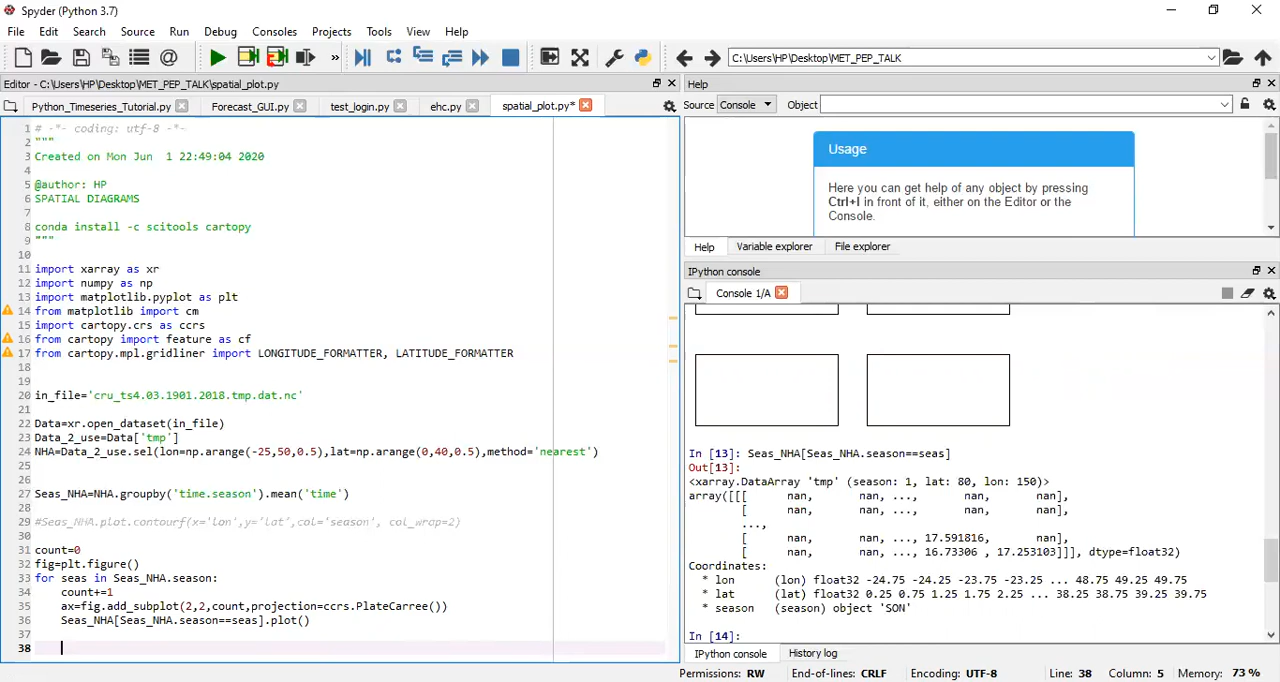 Spyder (Python 3.7)
File Edit Search Source Run Debug Consoles Projects Tools View Help
@ » C:\Users\HP\Desktop\MET_PEP_TALK
Editor - C:\Users\HP\Desktop\MET_PEP_TALK\spatial_plot.py
Python_Timeseries_Tutorial.py Forecast_GUI.py test_login.py ehc.py spatial_plot.py*
1 # -*- coding: utf-8 -*-
2 """
3 Created on Mon Jun  1 22:49:04 2020
4
5 @author: HP
6 SPATIAL DIAGRAMS
7
8 conda install -c scitools cartopy
9 """
10
11 import xarray as xr
12 import numpy as np
13 import matplotlib.pyplot as plt
14 from matplotlib import cm
15 import cartopy.crs as ccrs
16 from cartopy import feature as cf
17 from cartopy.mpl.gridliner import LONGITUDE_FORMATTER, LATITUDE_FORMATTER
18
19
20 in_file='cru_ts4.03.1901.2018.tmp.dat.nc'
21
22 Data=xr.open_dataset(in_file)
23 Data_2_use=Data['tmp']
24 NHA=Data_2_use.sel(lon=np.arange(-25,50,0.5),lat=np.arange(0,40,0.5),method='nearest')
25
26
27 Seas_NHA=NHA.groupby('time.season').mean('time')
28
29 #Seas_NHA.plot.contourf(x='lon',y='lat',col='season', col_wrap=2)
30
31 count=0
32 fig=plt.figure()
33 for seas in Seas_NHA.season:
34     count+=1
35     ax=fig.add_subplot(2,2,count,projection=ccrs.PlateCarree())
36     Seas_NHA[Seas_NHA.season==seas].plot()
37
38
Help
Source Console Object
Usage
Here you can get help of any object by pressing
Ctrl+I in front of it, either on the Editor or the
Console.
Help Variable explorer File explorer
IPython console
Console 1/A
In [13]: Seas_NHA[Seas_NHA.season==seas]
Out[13]:
<xarray.DataArray 'tmp' (season: 1, lat: 80, lon: 150)>
array([[[      nan,       nan, ...,       nan,       nan],
[      nan,       nan, ...,       nan,       nan],
...,
[      nan,       nan, ..., 17.591816,       nan],
[      nan,       nan, ..., 16.73306 , 17.253103]]], dtype=float32)
Coordinates:
* lon      (lon) float32 -24.75 -24.25 -23.75 -23.25 ... 48.75 49.25 49.75
* lat      (lat) float32 0.25 0.75 1.25 1.75 2.25 ... 38.25 38.75 39.25 39.75
* season   (season) object 'SON'
In [14]:
IPython console History log
Permissions: RW End-of-lines: CRLF Encoding: UTF-8 Line: 38 Column: 5 Memory: 73 %